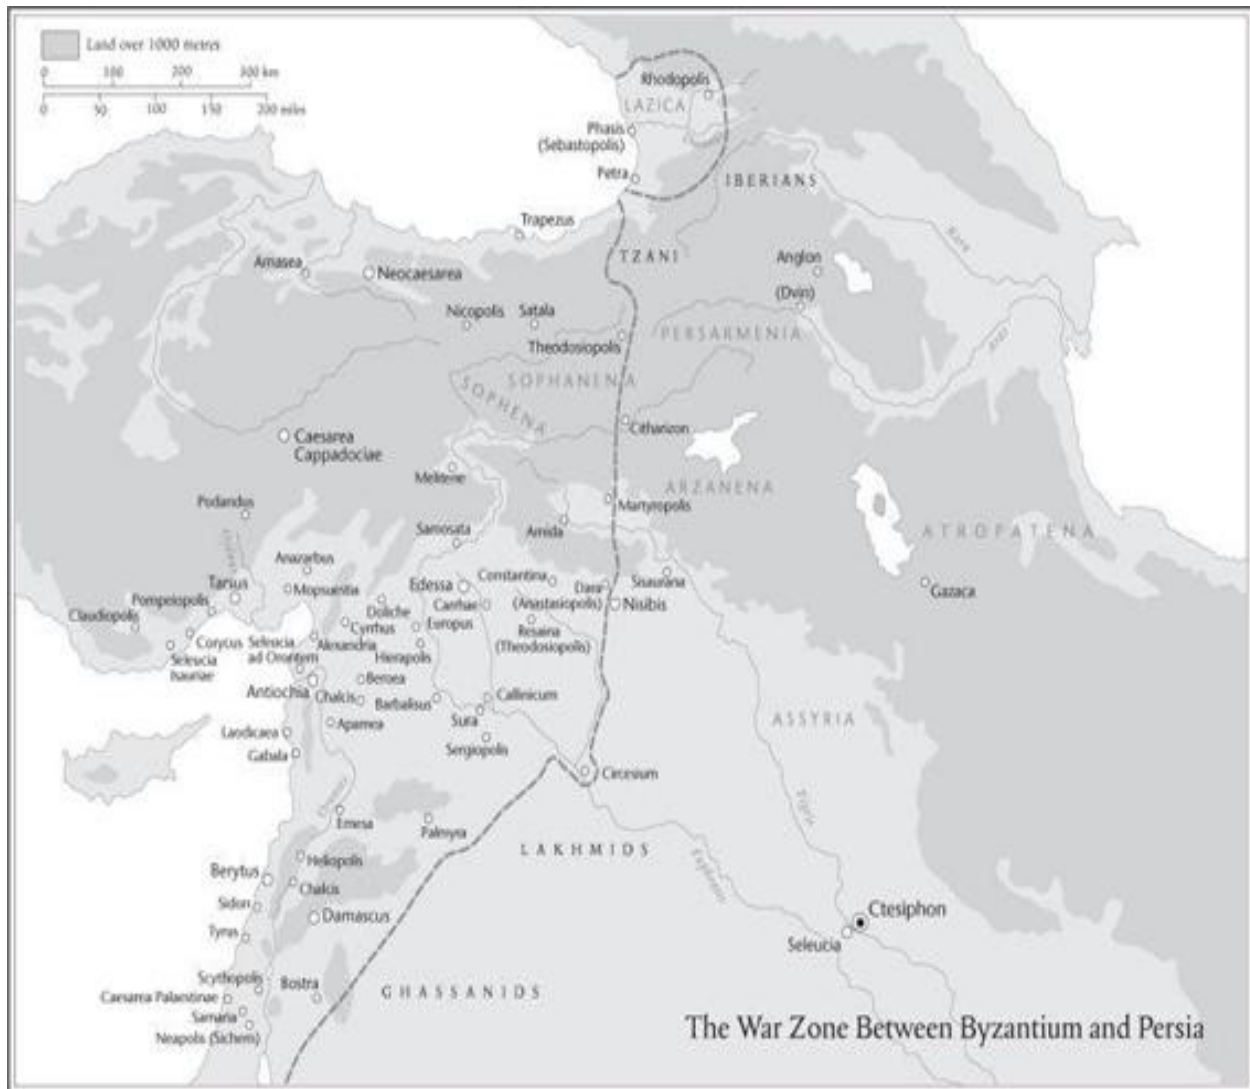 Land over 1000 metres
0 100 200 300 km
0 50 100 150 200 miles
Rhodopolis
LAZICA
Phasis
(Sebastopolis)
Petra
IBERIANS
Trapezus
TZANI
Anglon
(Dvin)
Amasea
Neocaesarea
Nicopolis
Satala
Theodosiopolis
PERSARMENIA
SOPHANENA
SOPHENA
Citharizon
Caesarea
Cappadociae
Melitene
ARZANENA
Martyropolis
Podandus
Samosata
Amida
ATROPATENA
Anazarbus
Mopsuestia
Tarsus
Pompeiopolis
Claudiopolis
Corycus
Seleucia
Isauriae
Seleucia
ad Orontem
Alexandria
Doliche
Cyrrhus
Edessa
Carrhae
Europus
Hierapolis
Constantina
Dara
(Anastasiopolis)
Nisibis
Sisaurana
Resaina
(Theodosiopolis)
Gazaca
Antiochia
Chalcis
Beroea
Barbalisus
Callinicum
Sura
Sergiopolis
Apamea
Laodicaea
Gabala
ASSYRIA
Tigris
Circesium
Emesa
Palmyra
LAKHMIDS
Euphrates
Heliopolis
Berytus
Chalcis
Sidon
Damascus
Tyrus
Ctesiphon
Seleucia
Scythopolis
Bostra
GHASSANIDS
Caesarea Palaestinae
Samaria
Neapolis (Sichem)
The War Zone Between Byzantium and Persia